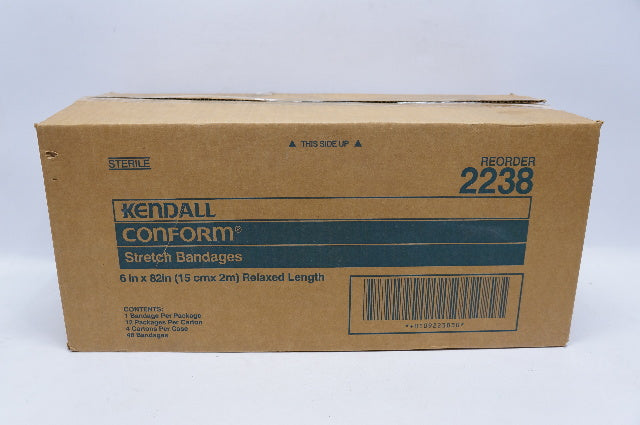 ▲ THIS SIDE UP ▲
STERILE
REORDER
2238
KENDALL
CONFORM®
Stretch Bandages
6 in x 82in (15 cmx 2m) Relaxed Length
CONTENTS:
1 Bandage Per Package
12 Packages Per Carton
4 Cartons Per Case
48 Bandages